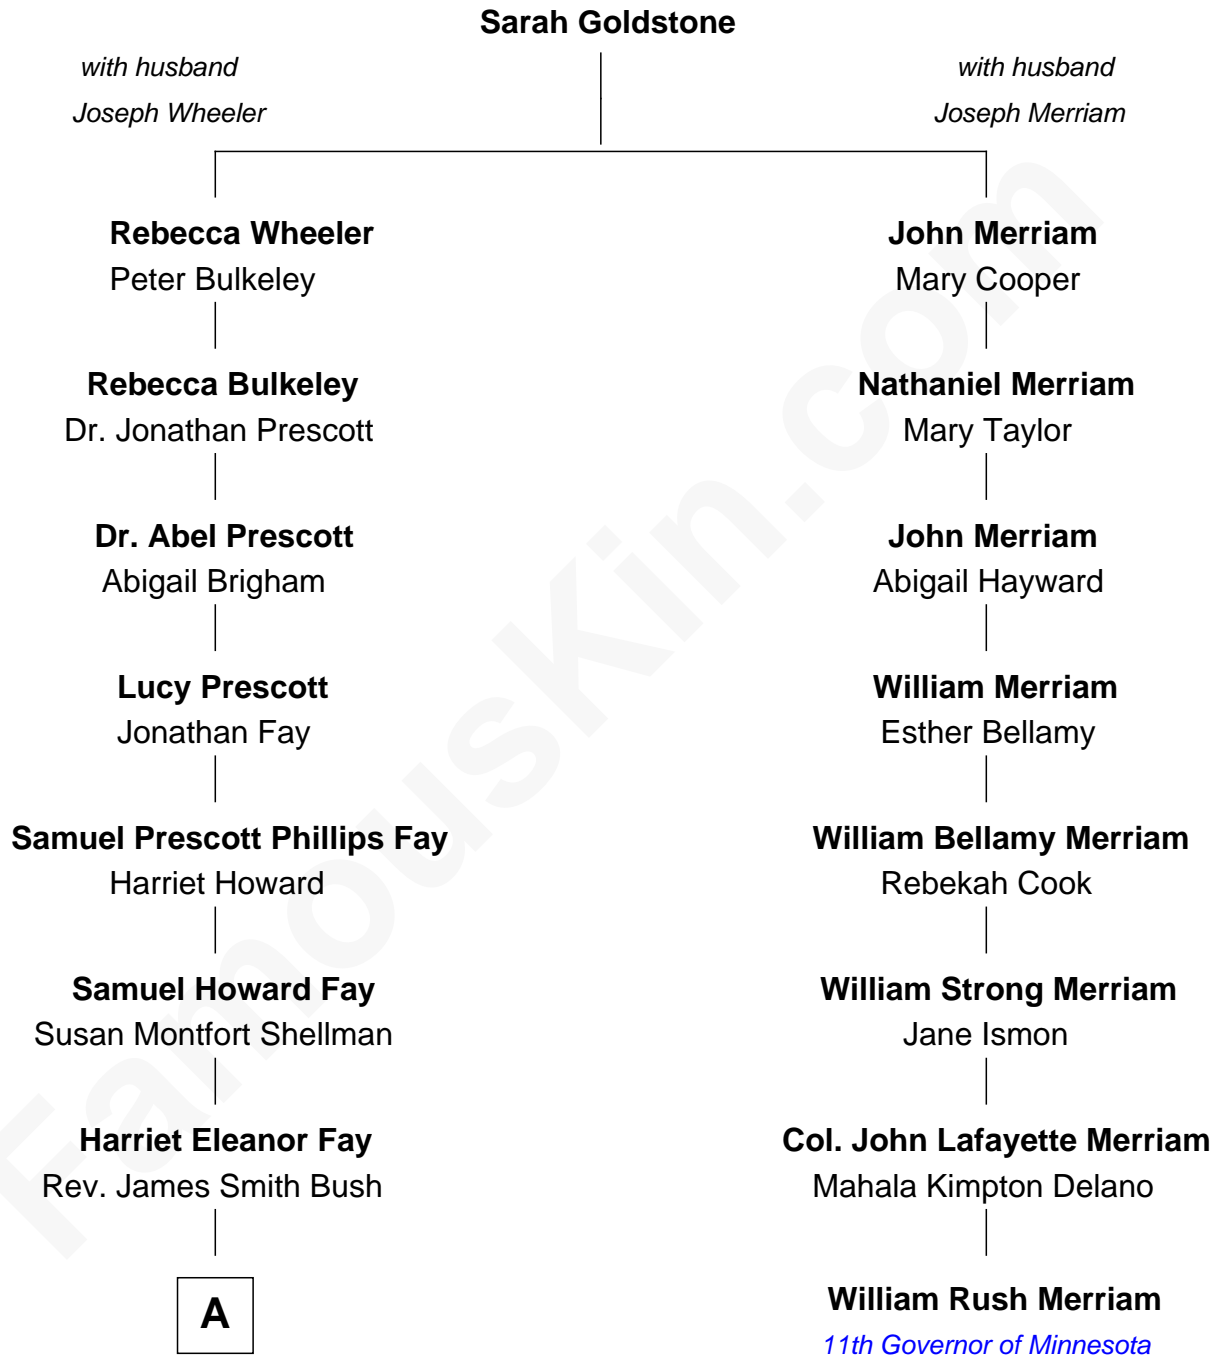 Sarah Goldstone
with husband
Joseph Wheeler
with husband
Joseph Merriam
Rebecca Wheeler
Peter Bulkeley
John Merriam
Mary Cooper
Rebecca Bulkeley
Dr. Jonathan Prescott
Nathaniel Merriam
Mary Taylor
Dr. Abel Prescott
Abigail Brigham
John Merriam
Abigail Hayward
Lucy Prescott
Jonathan Fay
William Merriam
Esther Bellamy
Samuel Prescott Phillips Fay
Harriet Howard
William Bellamy Merriam
Rebekah Cook
Samuel Howard Fay
Susan Montfort Shellman
William Strong Merriam
Jane Ismon
Harriet Eleanor Fay
Rev. James Smith Bush
Col. John Lafayette Merriam
Mahala Kimpton Delano
A
William Rush Merriam
11th Governor of Minnesota
FamousKin.com